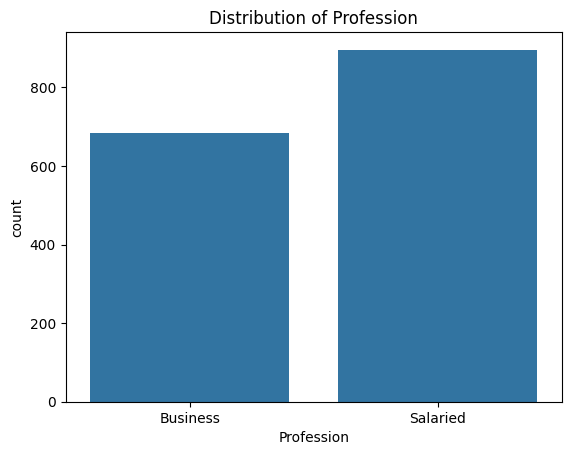 Distribution of Profession
count
800
600
400
200
0
Business Salaried
Profession